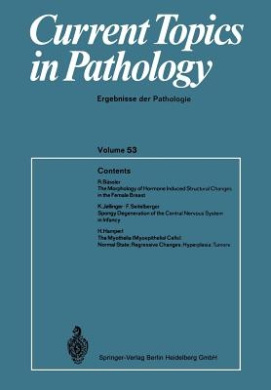 Current Topics
in Pathology
Ergebnisse der Pathologie
Volume 53
Contents
R. Bässler
The Morphology of Hormone Induced Structural Changes
in the Female Breast
K. Jellinger · F. Seitelberger
Spongy Degeneration of the Central Nervous System
in Infancy
H. Hamperl
The Myothelia (Myoepithelial Cells)
Normal State; Regressive Changes; Hyperplasia; Tumors
Springer-Verlag Berlin Heidelberg GmbH